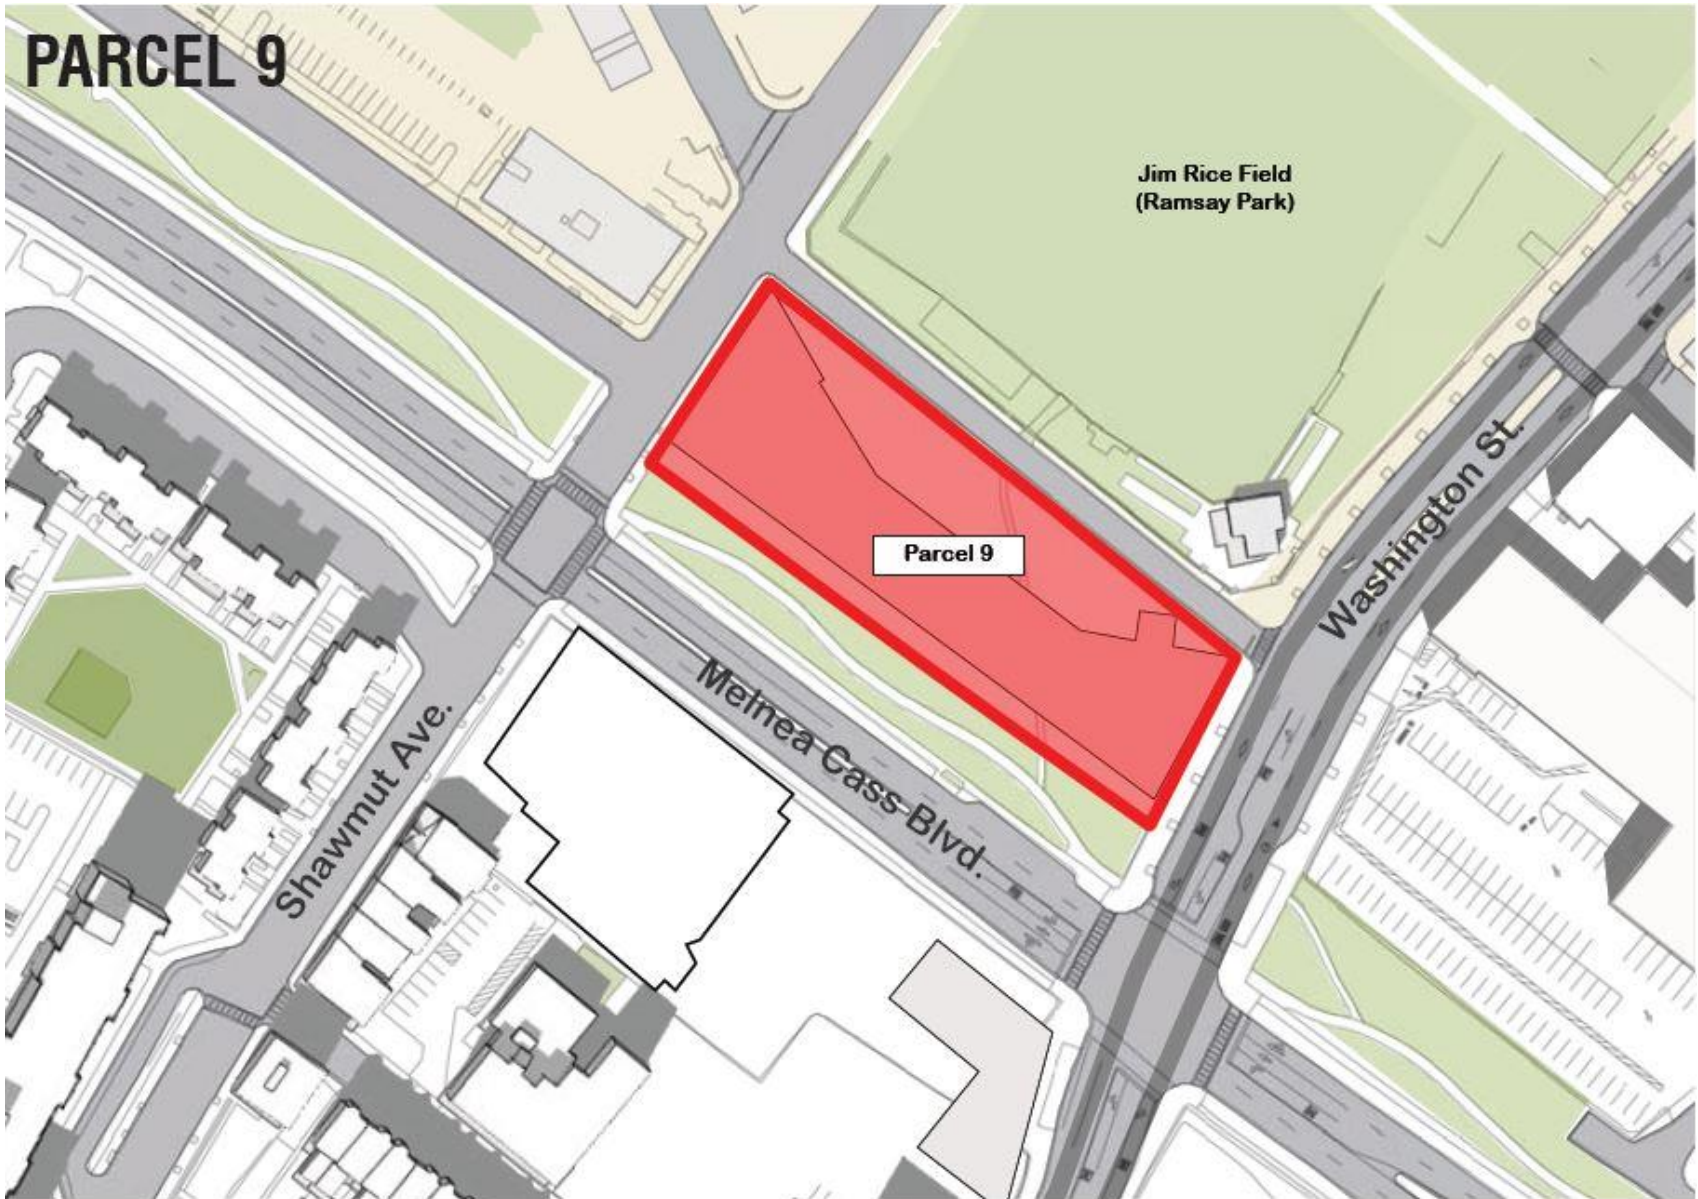 PARCEL 9
Jim Rice Field
(Ramsay Park)
Parcel 9
Washington St.
Melnea Cass Blvd.
Shawmut Ave.